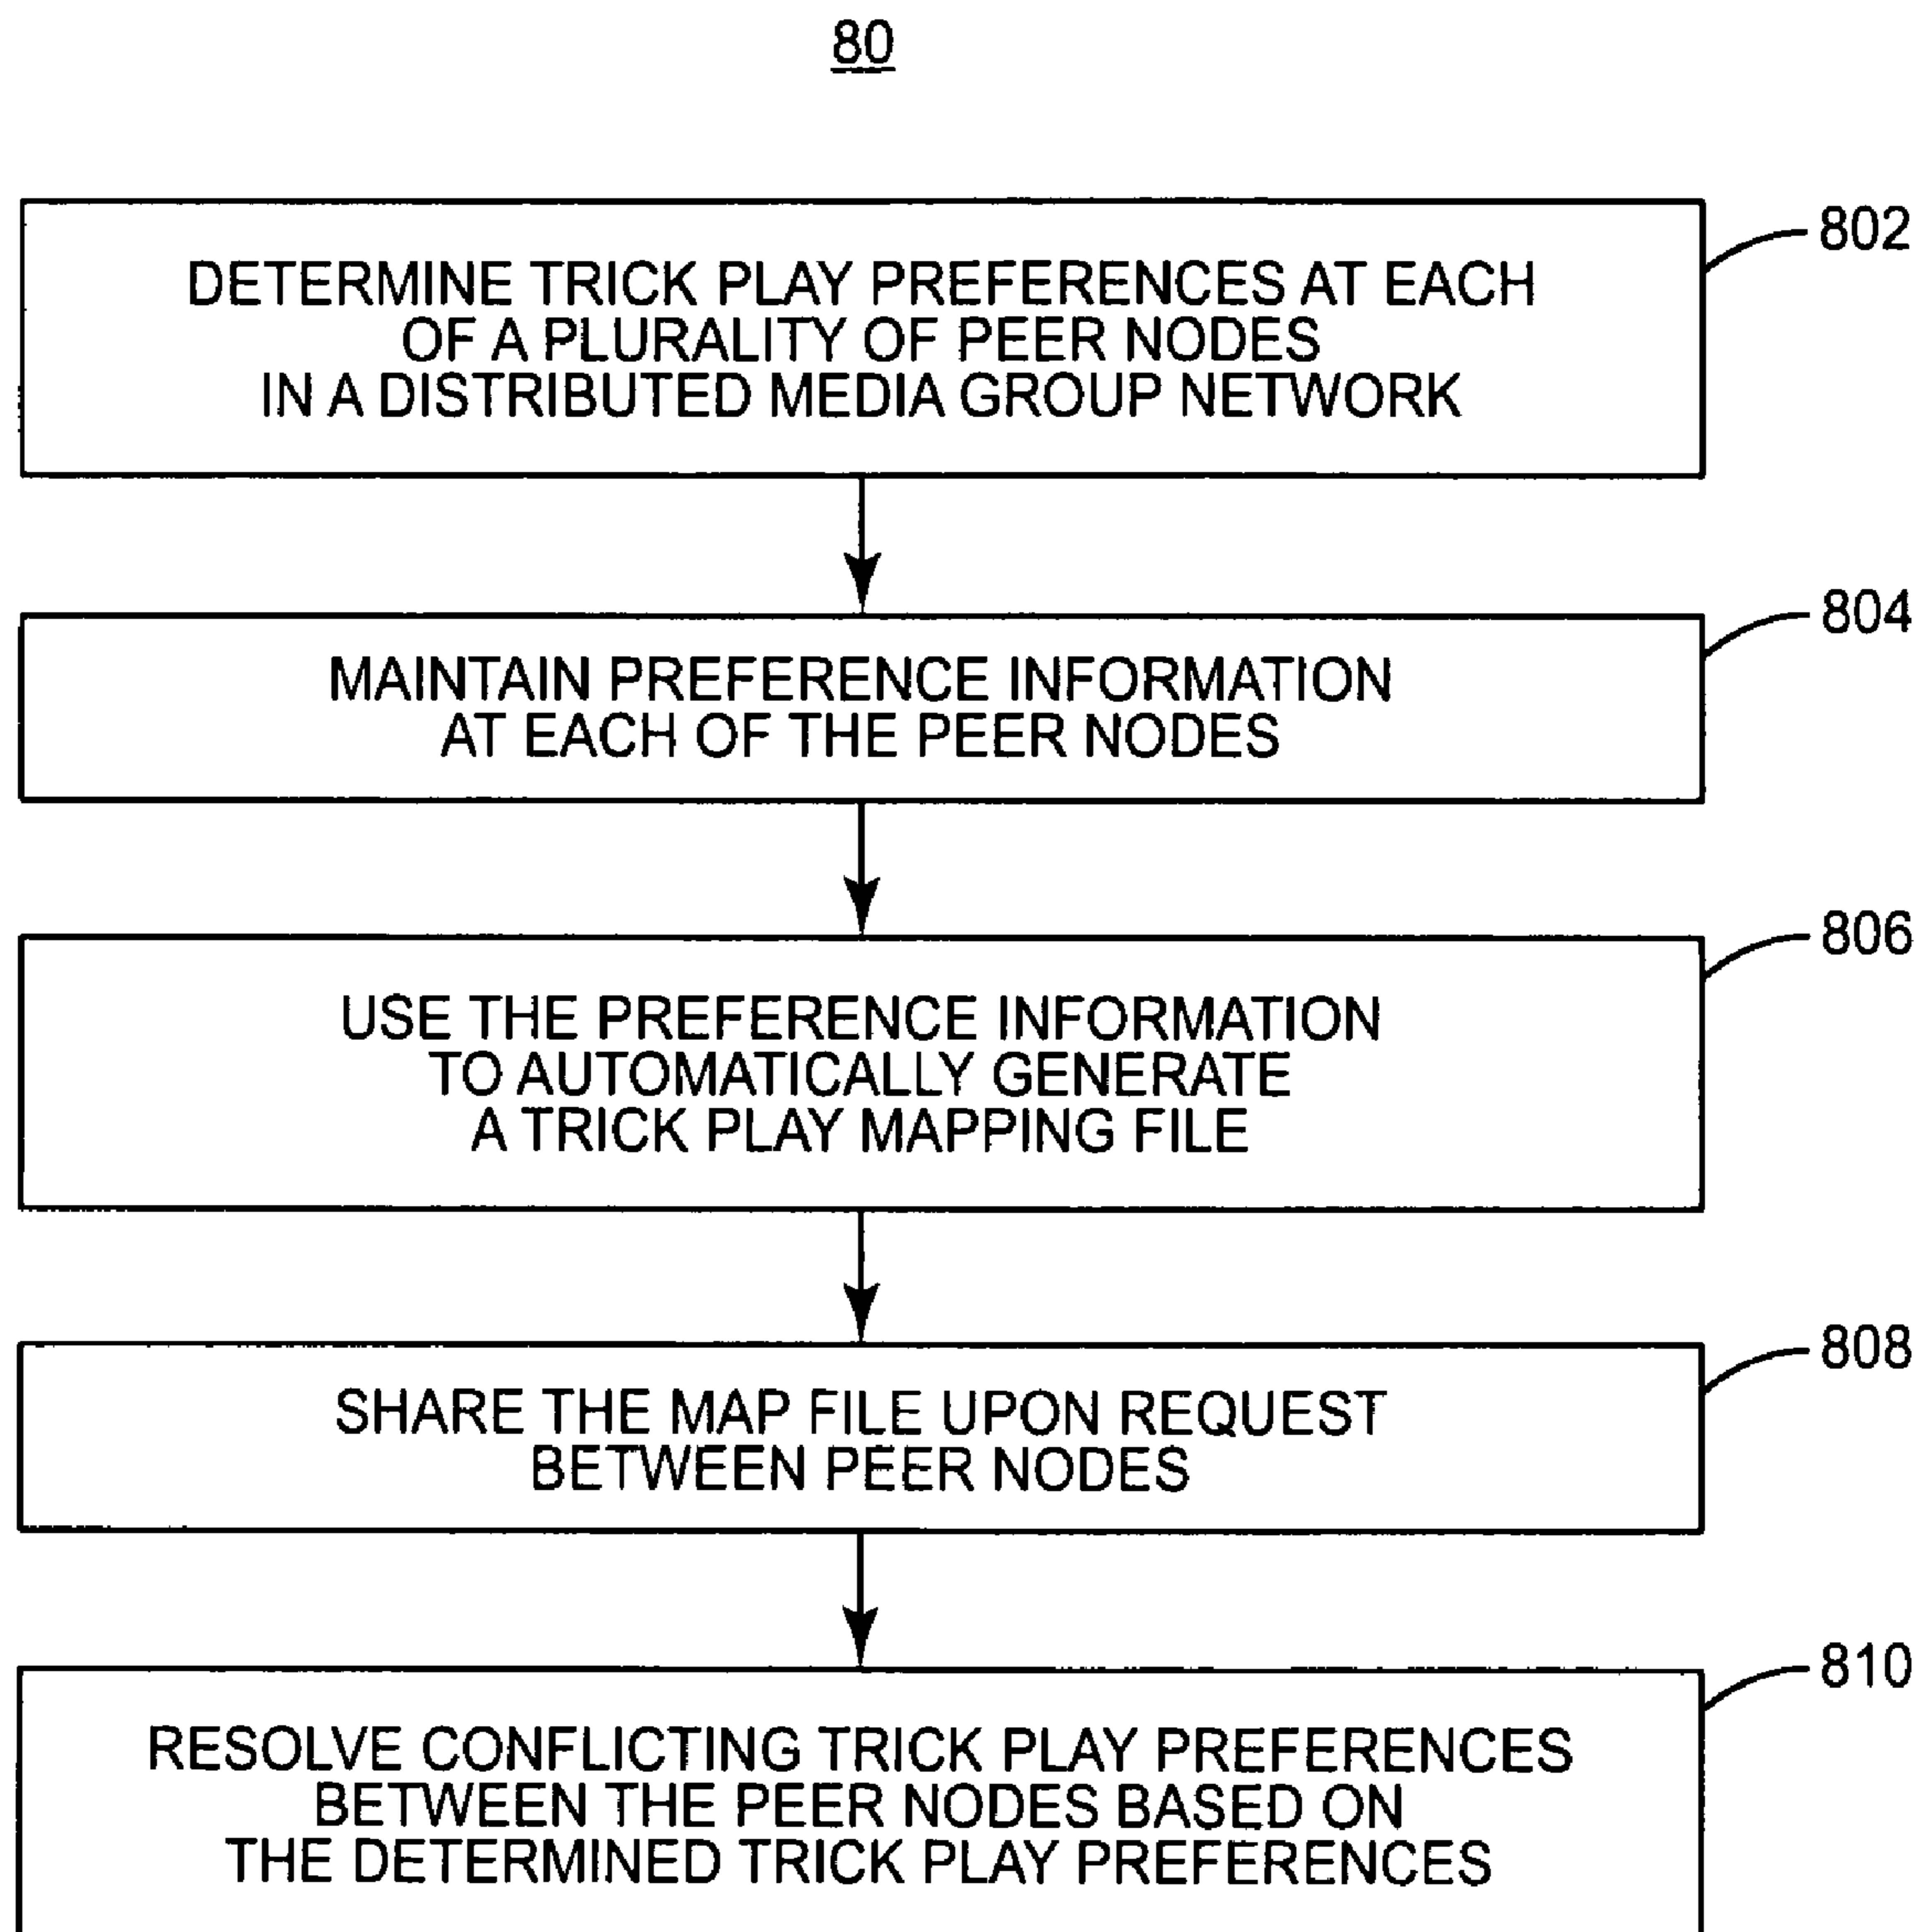 80
802
DETERMINE TRICK PLAY PREFERENCES AT EACH
OF A PLURALITY OF PEER NODES
IN A DISTRIBUTED MEDIA GROUP NETWORK
804
MAINTAIN PREFERENCE INFORMATION
AT EACH OF THE PEER NODES
806
USE THE PREFERENCE INFORMATION
TO AUTOMATICALLY GENERATE
A TRICK PLAY MAPPING FILE
808
SHARE THE MAP FILE UPON REQUEST
BETWEEN PEER NODES
810
RESOLVE CONFLICTING TRICK PLAY PREFERENCES
BETWEEN THE PEER NODES BASED ON
THE DETERMINED TRICK PLAY PREFERENCES